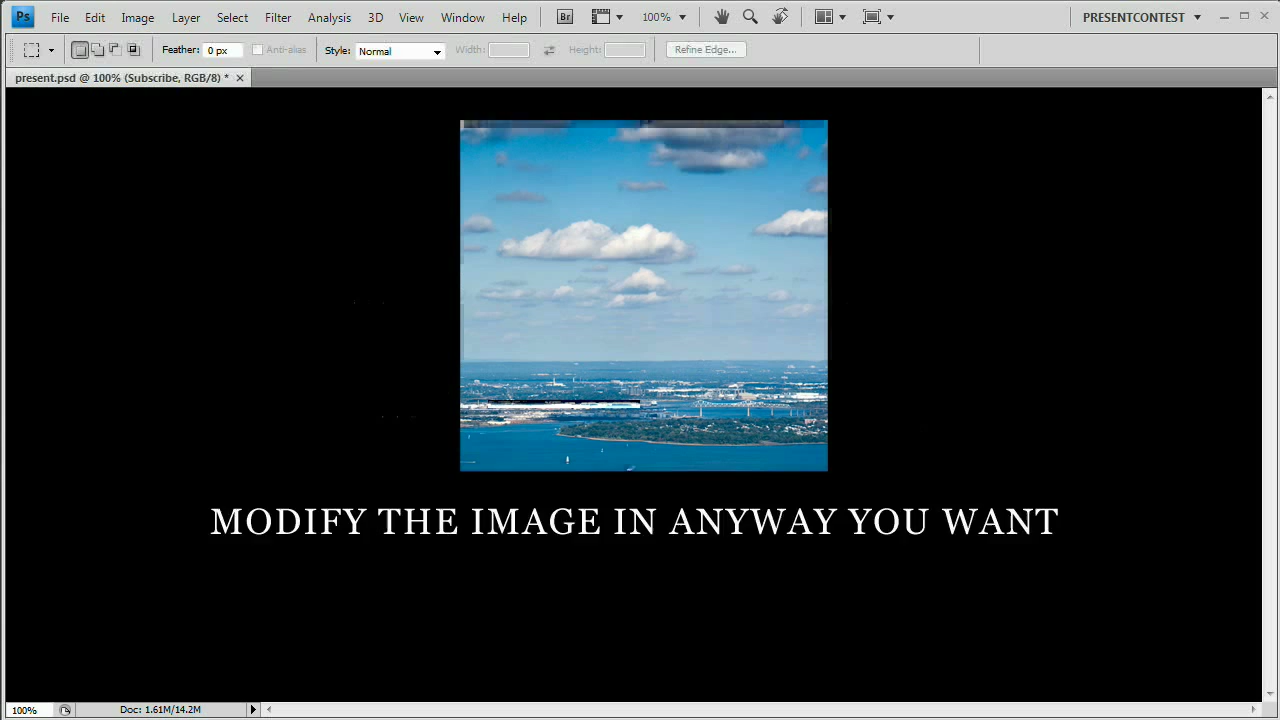 Ps File Edit Image Layer Select Filter Analysis 3D View Window Help Br 100% PRESENTCONTEST
Feather: 0 px Anti-alias Style: Normal Width: Height: Refine Edge...
present.psd @ 100% (Subscribe, RGB/8) *
MODIFY THE IMAGE IN ANYWAY YOU WANT
100% Doc: 1.61M/14.2M